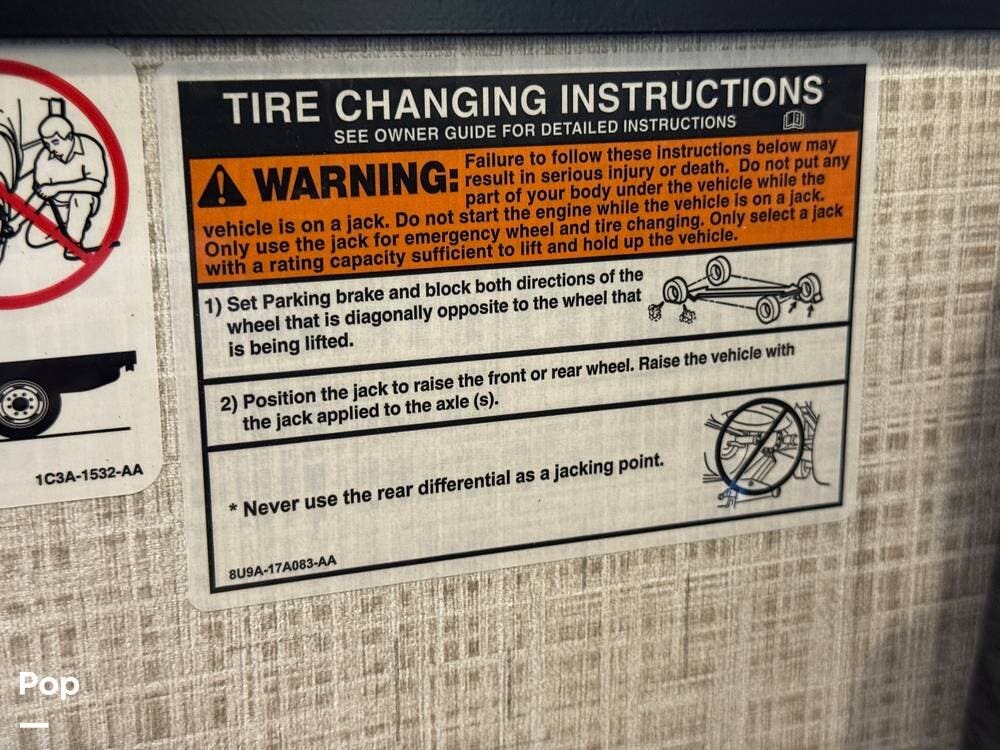 TIRE CHANGING INSTRUCTIONS
SEE OWNER GUIDE FOR DETAILED INSTRUCTIONS
WARNING: Failure to follow these instructions below may
result in serious injury or death. Do not put any
part of your body under the vehicle while the
vehicle is on a jack. Do not start the engine while the vehicle is on a jack.
Only use the jack for emergency wheel and tire changing. Only select a jack
with a rating capacity sufficient to lift and hold up the vehicle.
1) Set Parking brake and block both directions of the
wheel that is diagonally opposite to the wheel that
is being lifted.
2) Position the jack to raise the front or rear wheel. Raise the vehicle with
the jack applied to the axle (s).
* Never use the rear differential as a jacking point.
8U9A-17A083-AA
1C3A-1532-AA
Pop